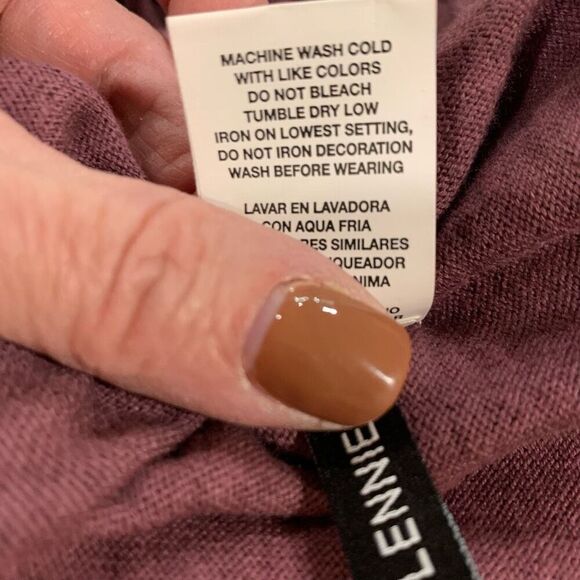 MACHINE WASH COLD
WITH LIKE COLORS
DO NOT BLEACH
TUMBLE DRY LOW
IRON ON LOWEST SETTING,
DO NOT IRON DECORATION
WASH BEFORE WEARING
LAVAR EN LAVADORA
CON AQUA FRIA
SIMILARES
LENNIE